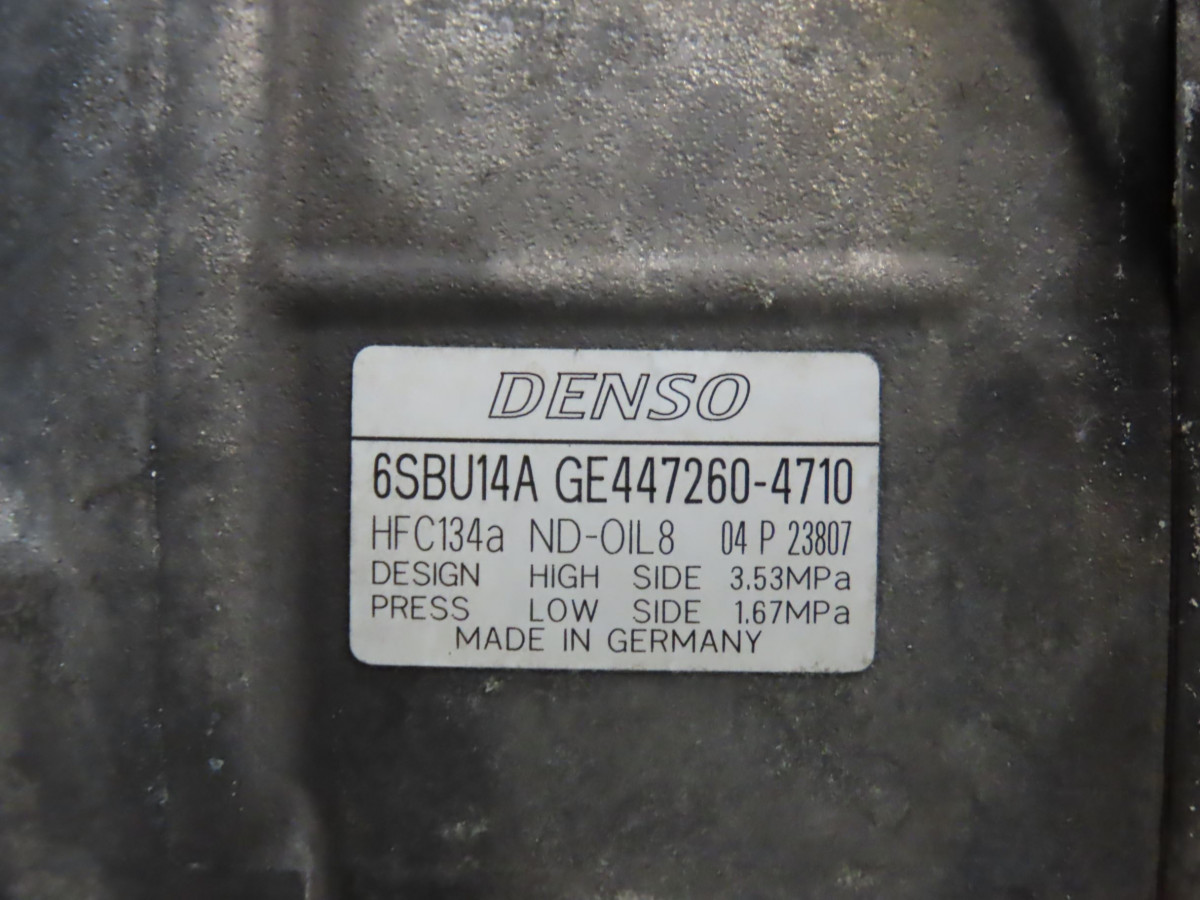 DENSO
6SBU14A GE447260-4710
HFC134a ND-OIL8 04 P 23807
DESIGN HIGH SIDE 3.53MPa
PRESS LOW SIDE 1.67MPa
MADE IN GERMANY